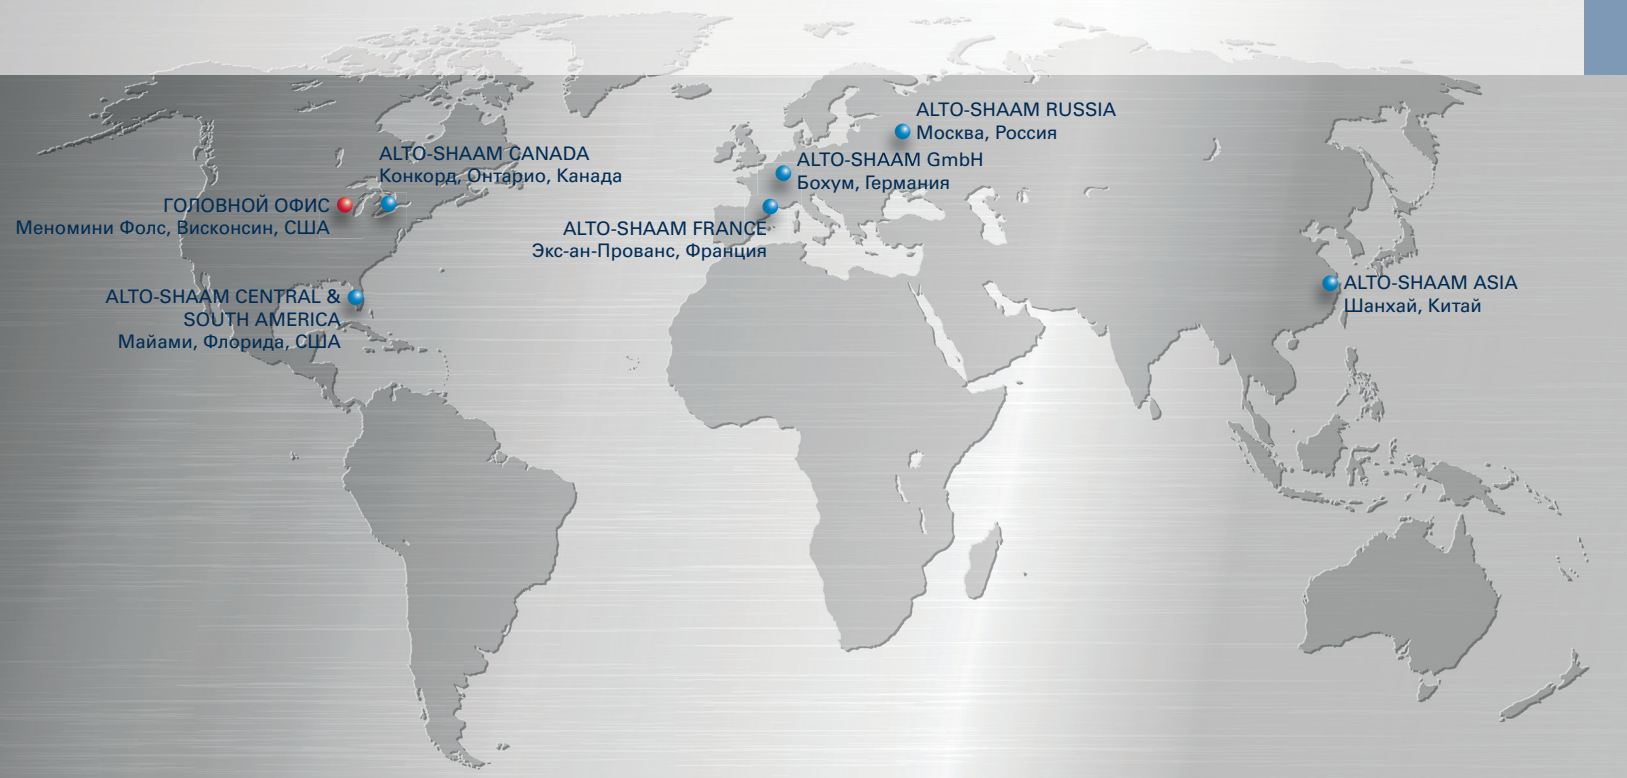 ALTO-SHAAM RUSSIA
Москва, Россия
ALTO-SHAAM CANADA
Конкорд, Онтарио, Канада
ALTO-SHAAM GmbH
Бохум, Германия
ГОЛОВНОЙ ОФИС
Меномини Фолс, Висконсин, США
ALTO-SHAAM FRANCE
Экс-ан-Прованс, Франция
ALTO-SHAAM CENTRAL &
SOUTH AMERICA
Майами, Флорида, США
ALTO-SHAAM ASIA
Шанхай, Китай